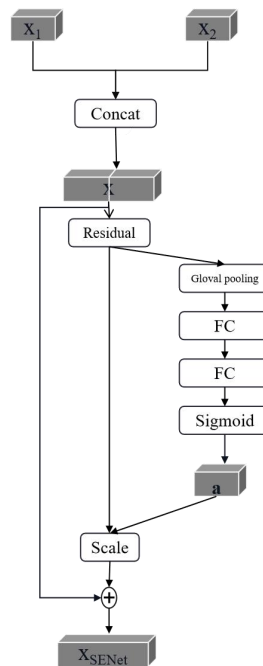 X1
X2
Concat
X
Residual
Gloval pooling
FC
FC
Sigmoid
a
Scale
+
XSENet